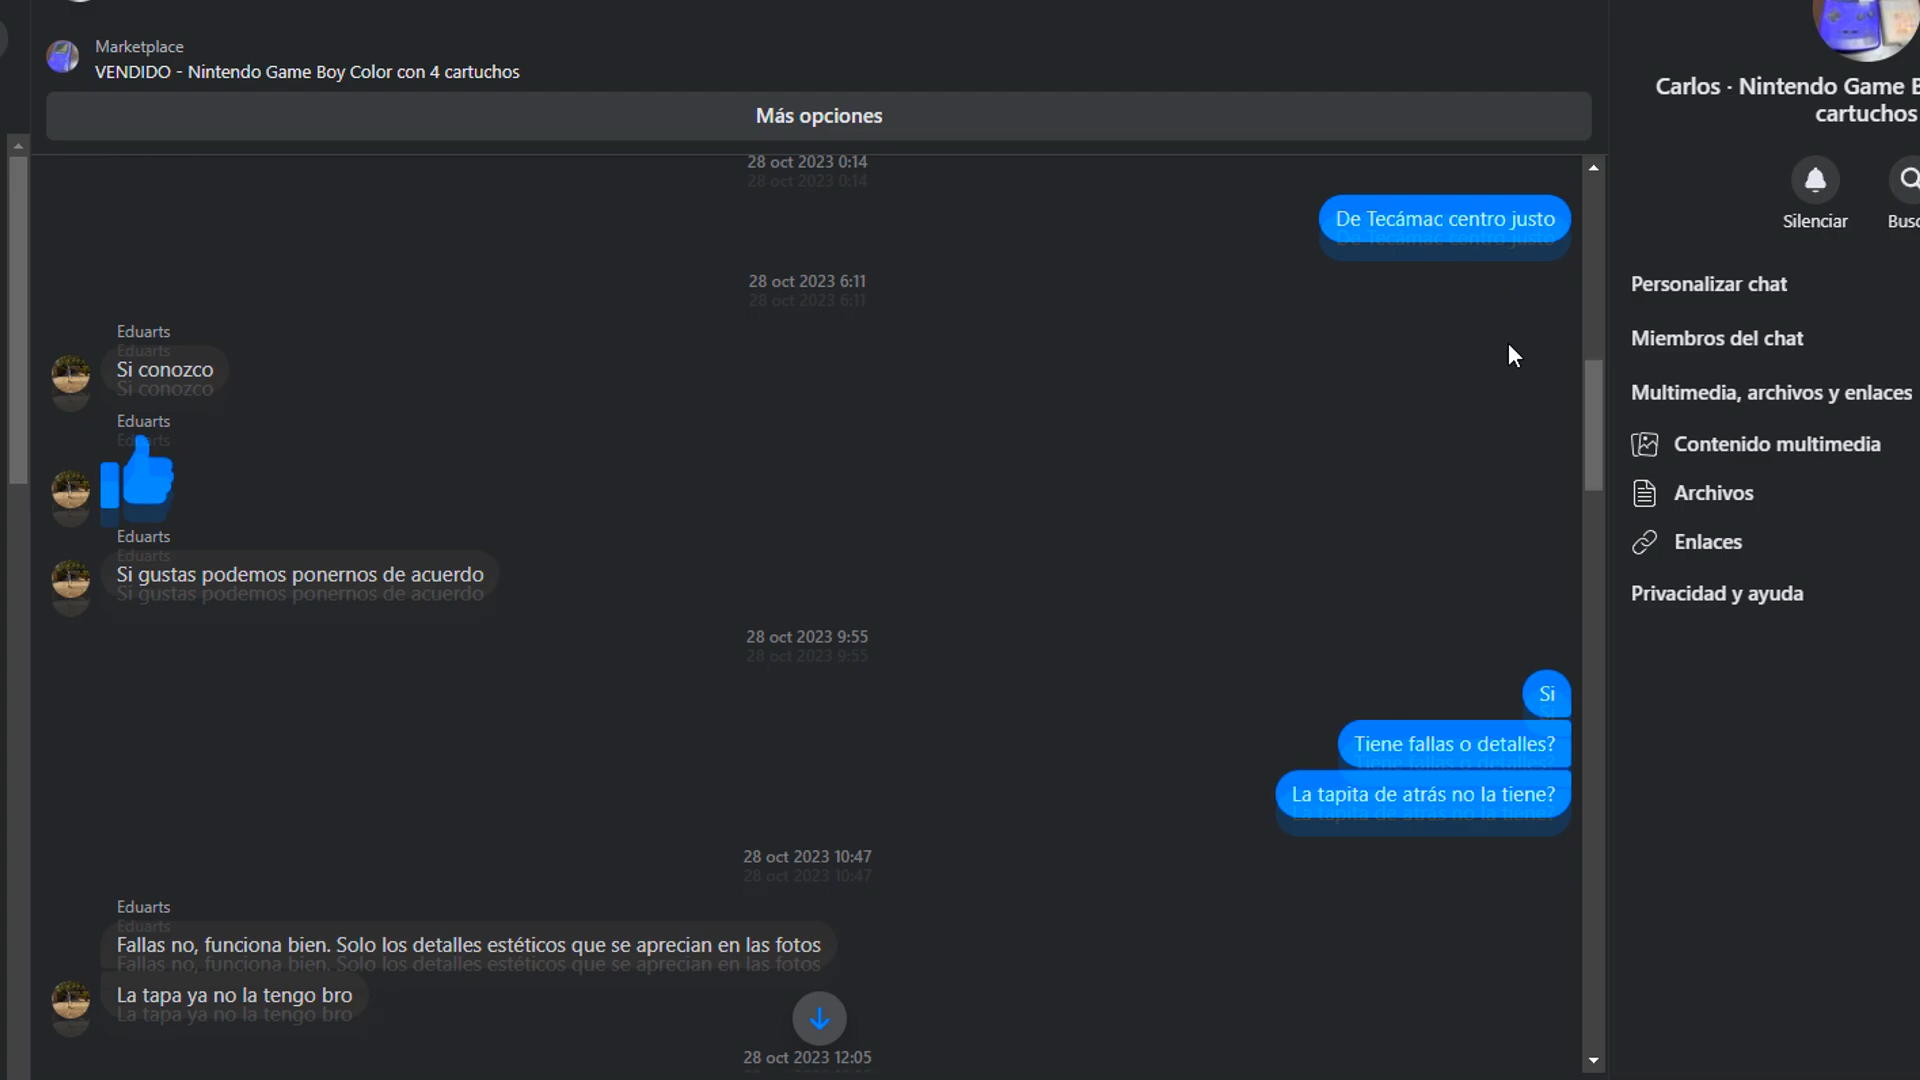 Marketplace
VENDIDO - Nintendo Game Boy Color con 4 cartuchos
Más opciones
28 oct 2023 0:14
De Tecámac centro justo
28 oct 2023 6:11
Eduarts
Si conozco
Eduarts
Eduarts
Si gustas podemos ponernos de acuerdo
28 oct 2023 9:55
Si
Tiene fallas o detalles?
La tapita de atrás no la tiene?
28 oct 2023 10:47
Eduarts
Fallas no, funciona bien. Solo los detalles estéticos que se aprecian en las fotos
La tapa ya no la tengo bro
28 oct 2023 12:05
Carlos · Nintendo Game B
cartuchos
Silenciar
Busc
Personalizar chat
Miembros del chat
Multimedia, archivos y enlaces
Contenido multimedia
Archivos
Enlaces
Privacidad y ayuda